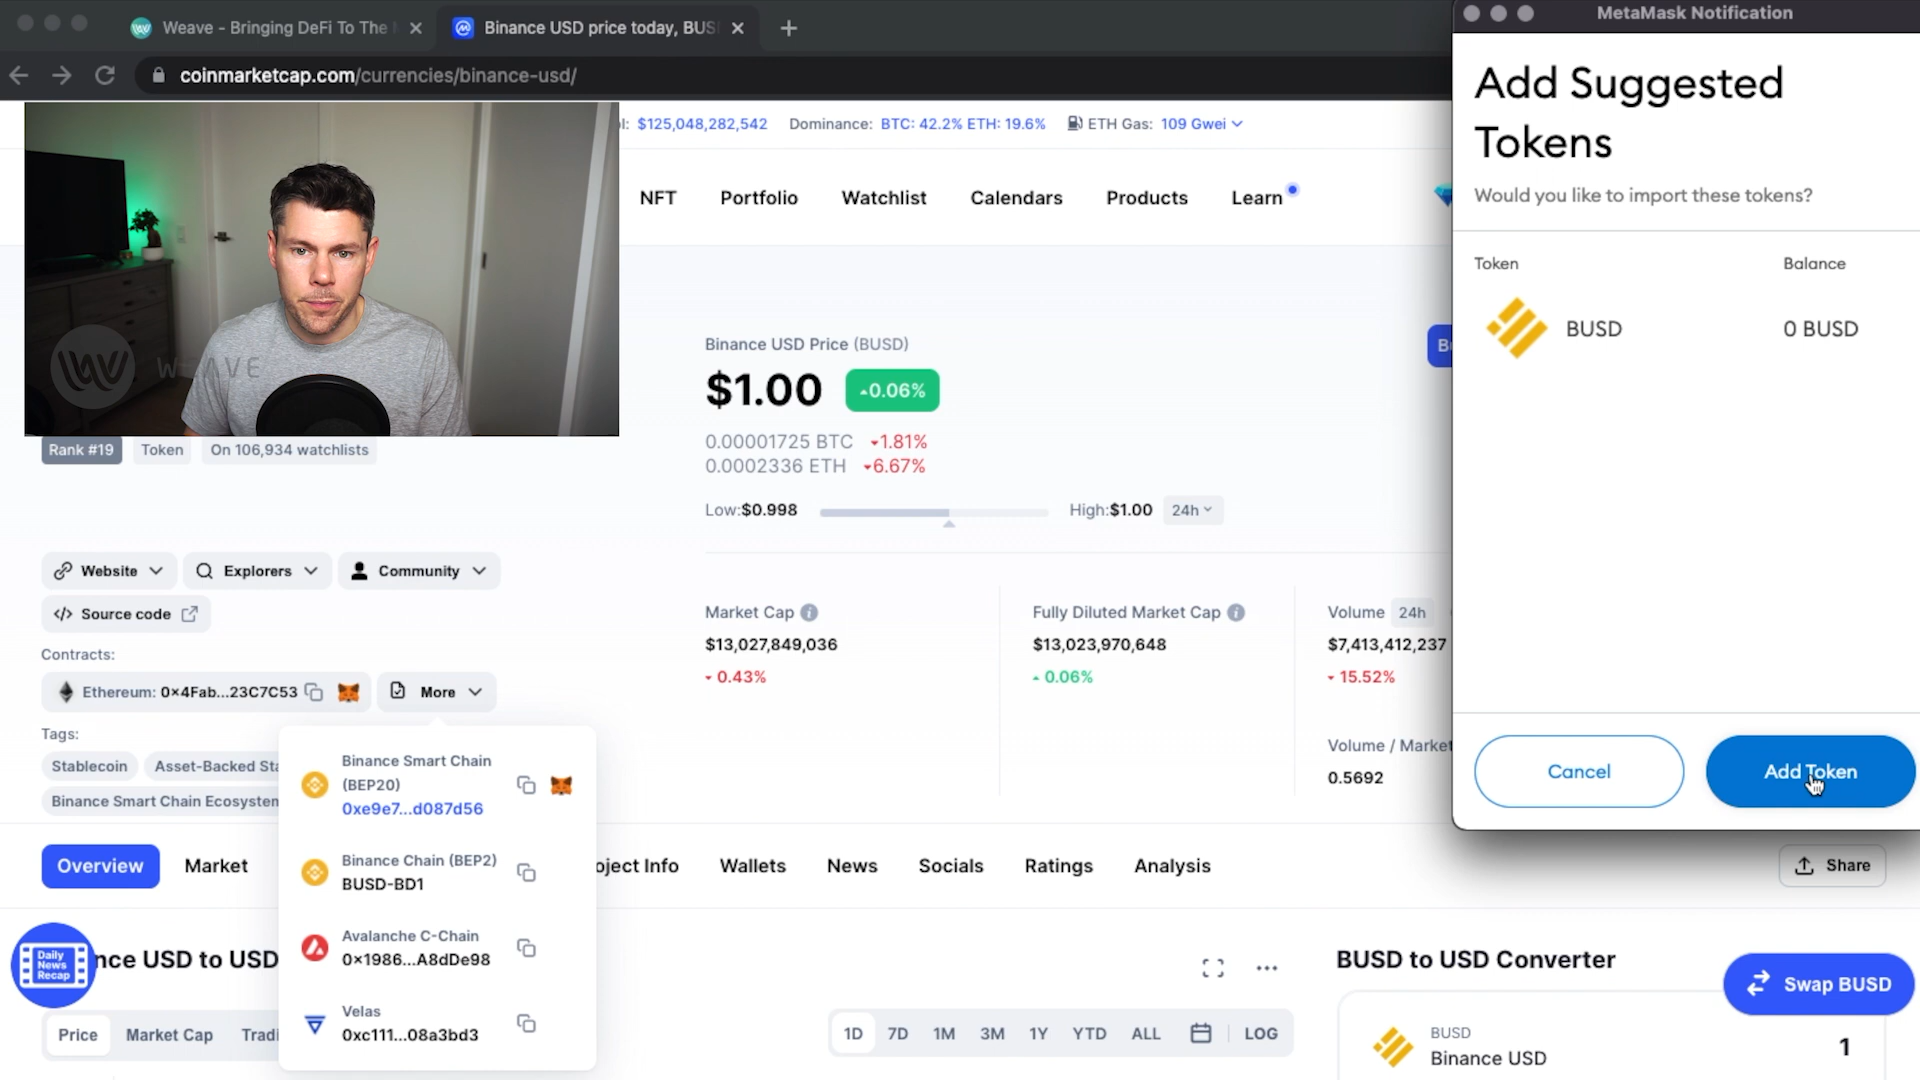 Weave - Bringing DeFi To The
Binance USD price today, BUS
MetaMask Notification
coinmarketcap.com/currencies/binance-usd/
$125,048,282,542
Dominance: BTC: 42.2% ETH: 19.6%
ETH Gas: 109 Gwei
NFT
Portfolio
Watchlist
Calendars
Products
Learn
WEAVE
Rank #19
Token
On 106,934 watchlists
Website
Explorers
Community
Source code
Contracts:
Ethereum: 0x4Fab...23C7C53
More
Tags:
Stablecoin
Asset-Backed Sta
Binance Smart Chain Ecosystem
Binance Smart Chain
(BEP20)
0xe9e7...d087d56
Binance Chain (BEP2)
BUSD-BD1
Avalanche C-Chain
0x1986...A8dDe98
Velas
0xc111...08a3bd3
Binance USD Price (BUSD)
$1.00
0.06%
0.00001725 BTC 1.81%
0.0002336 ETH 6.67%
Low:$0.998
High:$1.00
24h
Market Cap
$13,027,849,036
0.43%
Fully Diluted Market Cap
$13,023,970,648
0.06%
Volume 24h
$7,413,412,237
15.52%
Volume / Market
0.5692
Add Suggested
Tokens
Would you like to import these tokens?
Token
Balance
BUSD
0 BUSD
Cancel
Add Token
Overview
Market
oject Info
Wallets
News
Socials
Ratings
Analysis
Share
Daily
News
Recap
nce USD to USD
Price
Market Cap
Tradi
1D
7D
1M
3M
1Y
YTD
ALL
LOG
BUSD to USD Converter
Swap BUSD
BUSD
Binance USD
1